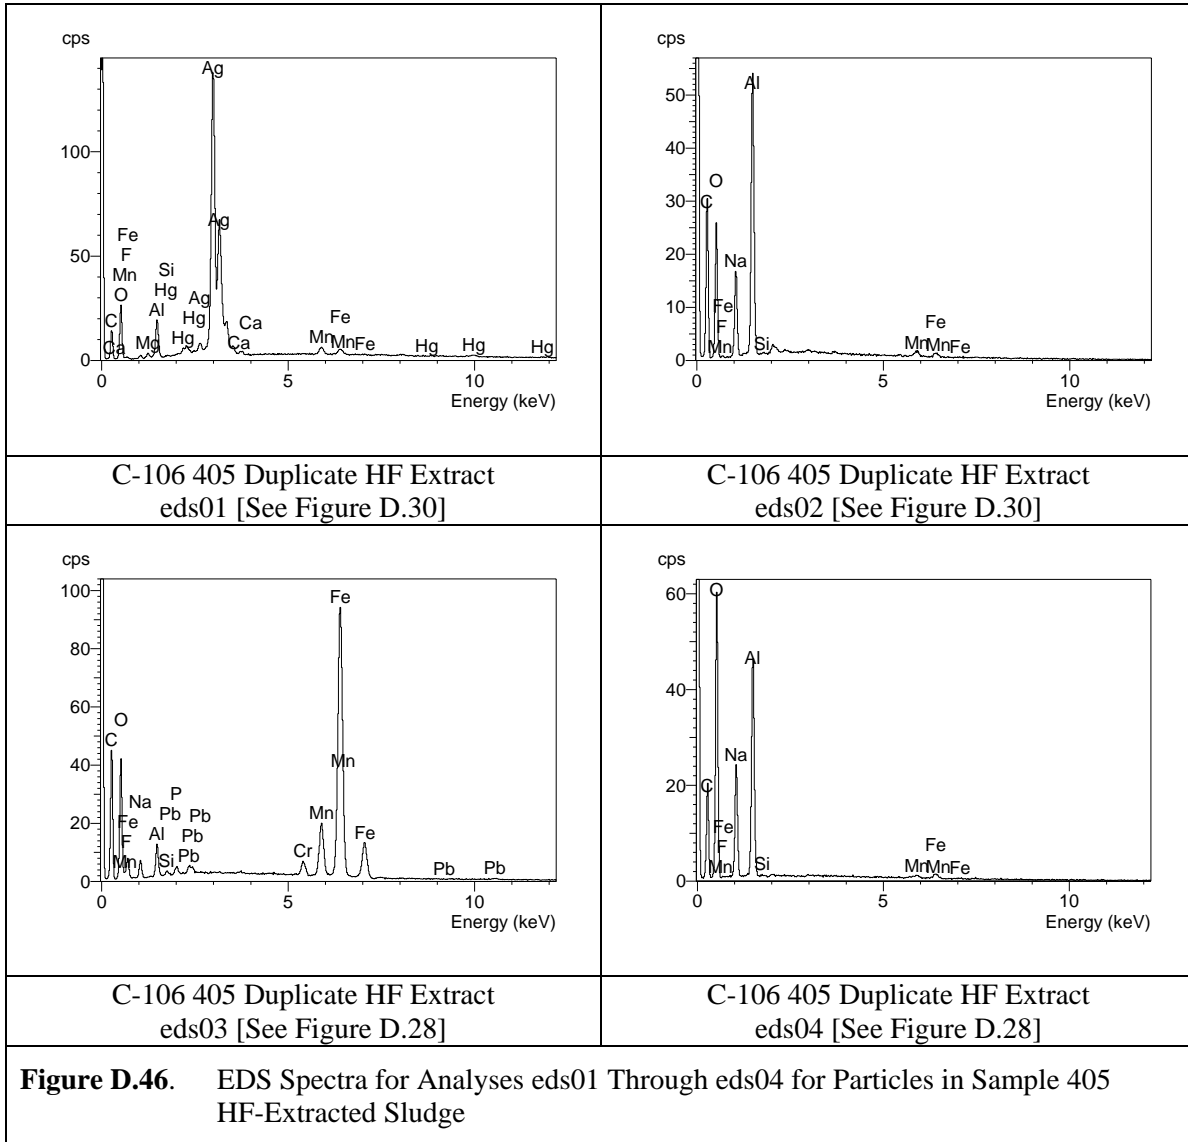 cps
Ag
100
Ag
50
Fe
F
Mn
O
C
Ca
Mg
Si
Hg
Al
Hg
Ag
Hg
Ca
Ca
Mn
Fe
Mn Fe
Hg
Hg
Hg
0
0
5
10
Energy (keV)
C-106 405 Duplicate HF Extract
eds01 [See Figure D.30]
cps
50
40
30
20
10
0
Al
O
C
Na
Fe
F
Mn
Si
Mn
Fe
Mn Fe
0
5
10
Energy (keV)
C-106 405 Duplicate HF Extract
eds02 [See Figure D.30]
cps
100
80
60
40
20
0
Fe
O
C
Mn
Na
Fe
F
Mn
P
Pb
Al
Si
Pb
Pb
Pb
Cr
Mn
Fe
Pb
Pb
0
5
10
Energy (keV)
C-106 405 Duplicate HF Extract
eds03 [See Figure D.28]
cps
60
40
20
0
O
Al
Na
C
Fe
F
Mn
Si
Mn
Fe
Mn Fe
0
5
10
Energy (keV)
C-106 405 Duplicate HF Extract
eds04 [See Figure D.28]
Figure D.46. EDS Spectra for Analyses eds01 Through eds04 for Particles in Sample 405
HF-Extracted Sludge